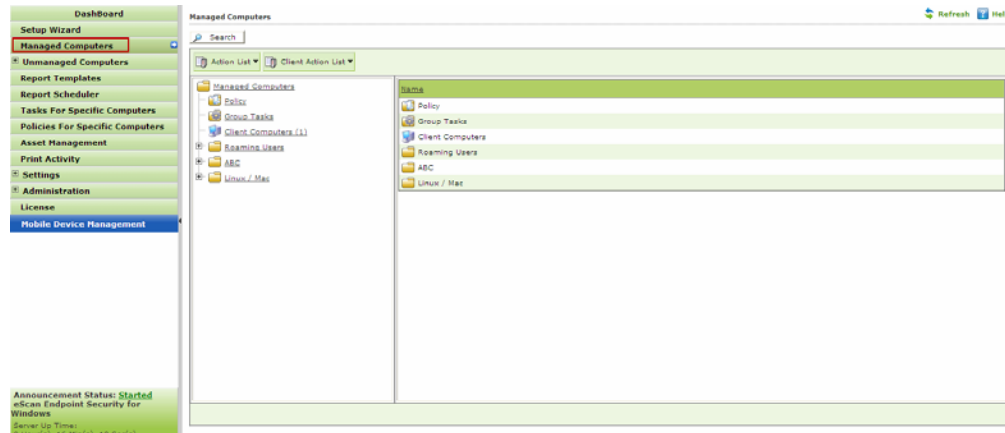 DashBoard
Setup Wizard
Managed Computers
Unmanaged Computers
Report Templates
Report Scheduler
Tasks For Specific Computers
Policies For Specific Computers
Asset Management
Print Activity
Settings
Administration
License
Mobile Device Management
Announcement Status: Started
eScan Endpoint Security for
Windows
Server Up Time:
Managed Computers
Refresh
Hel
Search
Action List
Client Action List
Managed Computers
Policy
Group Tasks
Client Computers (1)
Roaming Users
ABC
Linux / Mac
Name
Policy
Group Tasks
Client Computers
Roaming Users
ABC
Linux / Mac